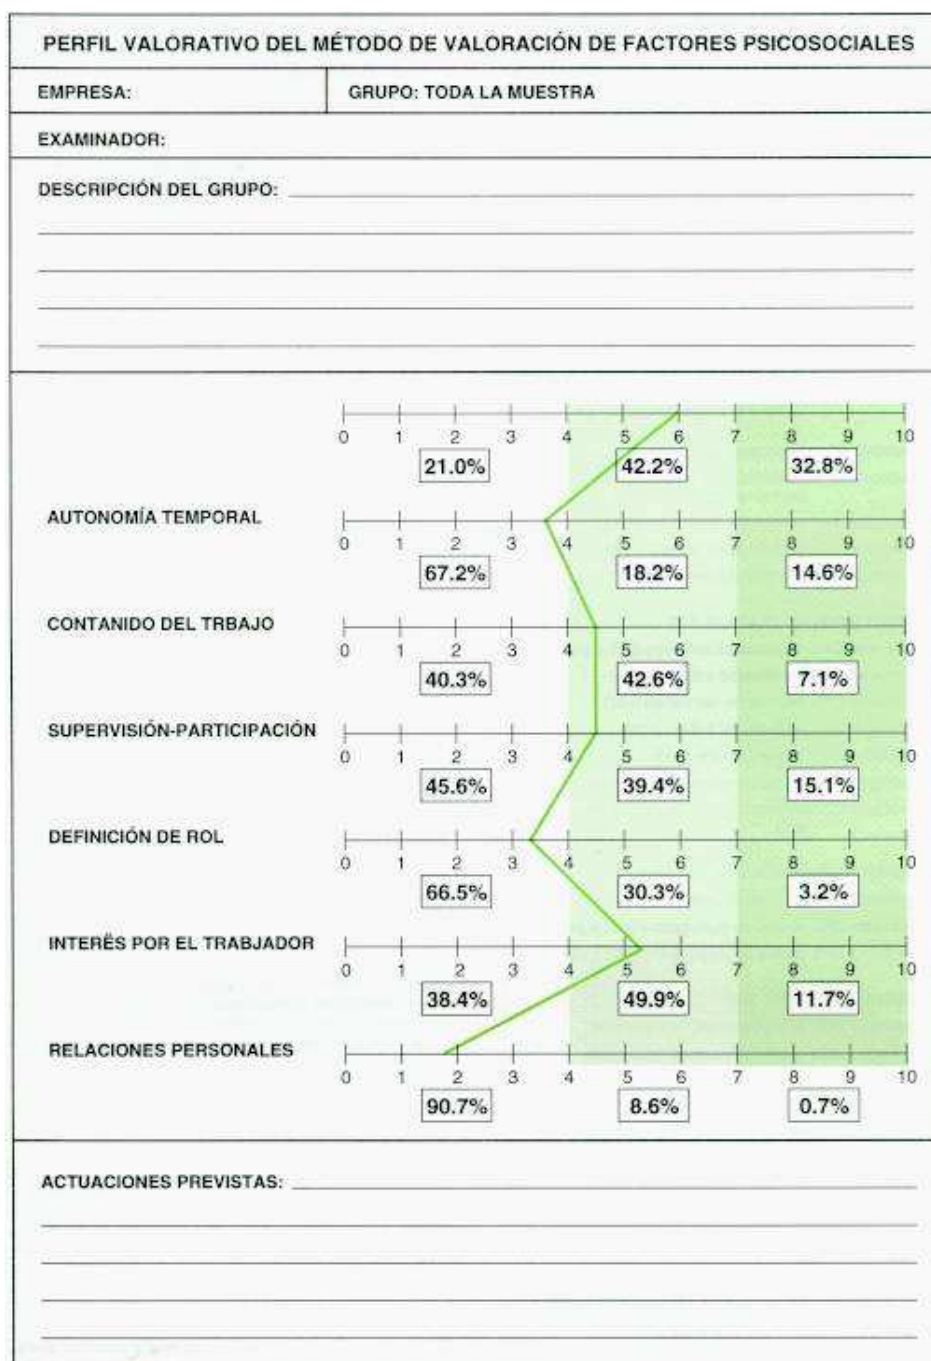 PERFIL VALORATIVO DEL MÉTODO DE VALORACIÓN DE FACTORES PSICOSOCIALES
EMPRESA: GRUPO: TODA LA MUESTRA
EXAMINADOR:
DESCRIPCIÓN DEL GRUPO:
0 1 2 3 4 5 6 7 8 9 10
21.0% 42.2% 32.8%
AUTONOMÍA TEMPORAL
0 1 2 3 4 5 6 7 8 9 10
67.2% 18.2% 14.6%
CONTANIDO DEL TRBAJO
0 1 2 3 4 5 6 7 8 9 10
40.3% 42.6% 7.1%
SUPERVISIÓN-PARTICIPACIÓN
0 1 2 3 4 5 6 7 8 9 10
45.6% 39.4% 15.1%
DEFINICIÓN DE ROL
0 1 2 3 4 5 6 7 8 9 10
66.5% 30.3% 3.2%
INTERËS POR EL TRABJADOR
0 1 2 3 4 5 6 7 8 9 10
38.4% 49.9% 11.7%
RELACIONES PERSONALES
0 1 2 3 4 5 6 7 8 9 10
90.7% 8.6% 0.7%
ACTUACIONES PREVISTAS: